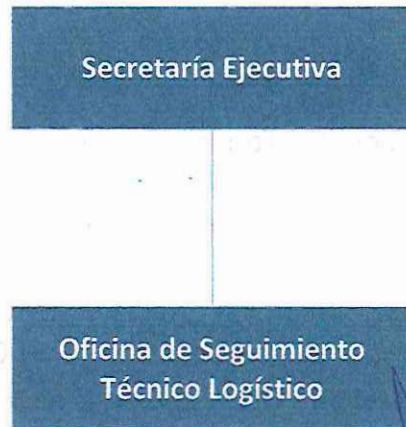 Secretaría Ejecutiva
Oficina de Seguimiento
Técnico Logístico